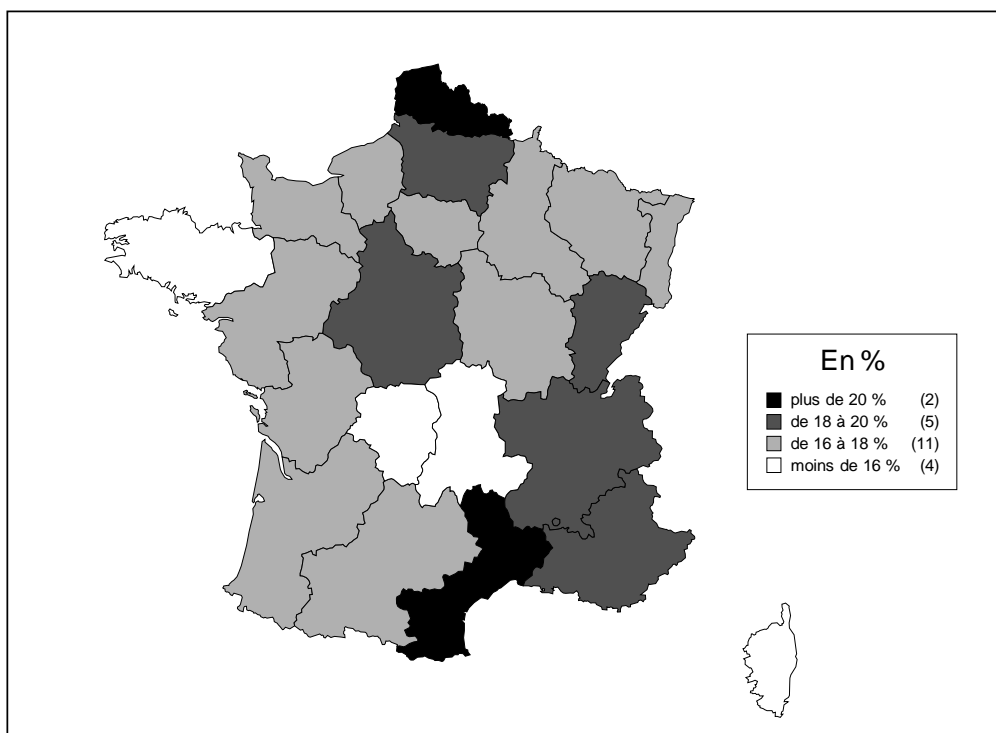 En %
plus de 20 % (2)
de 18 à 20 % (5)
de 16 à 18 % (11)
moins de 16 % (4)